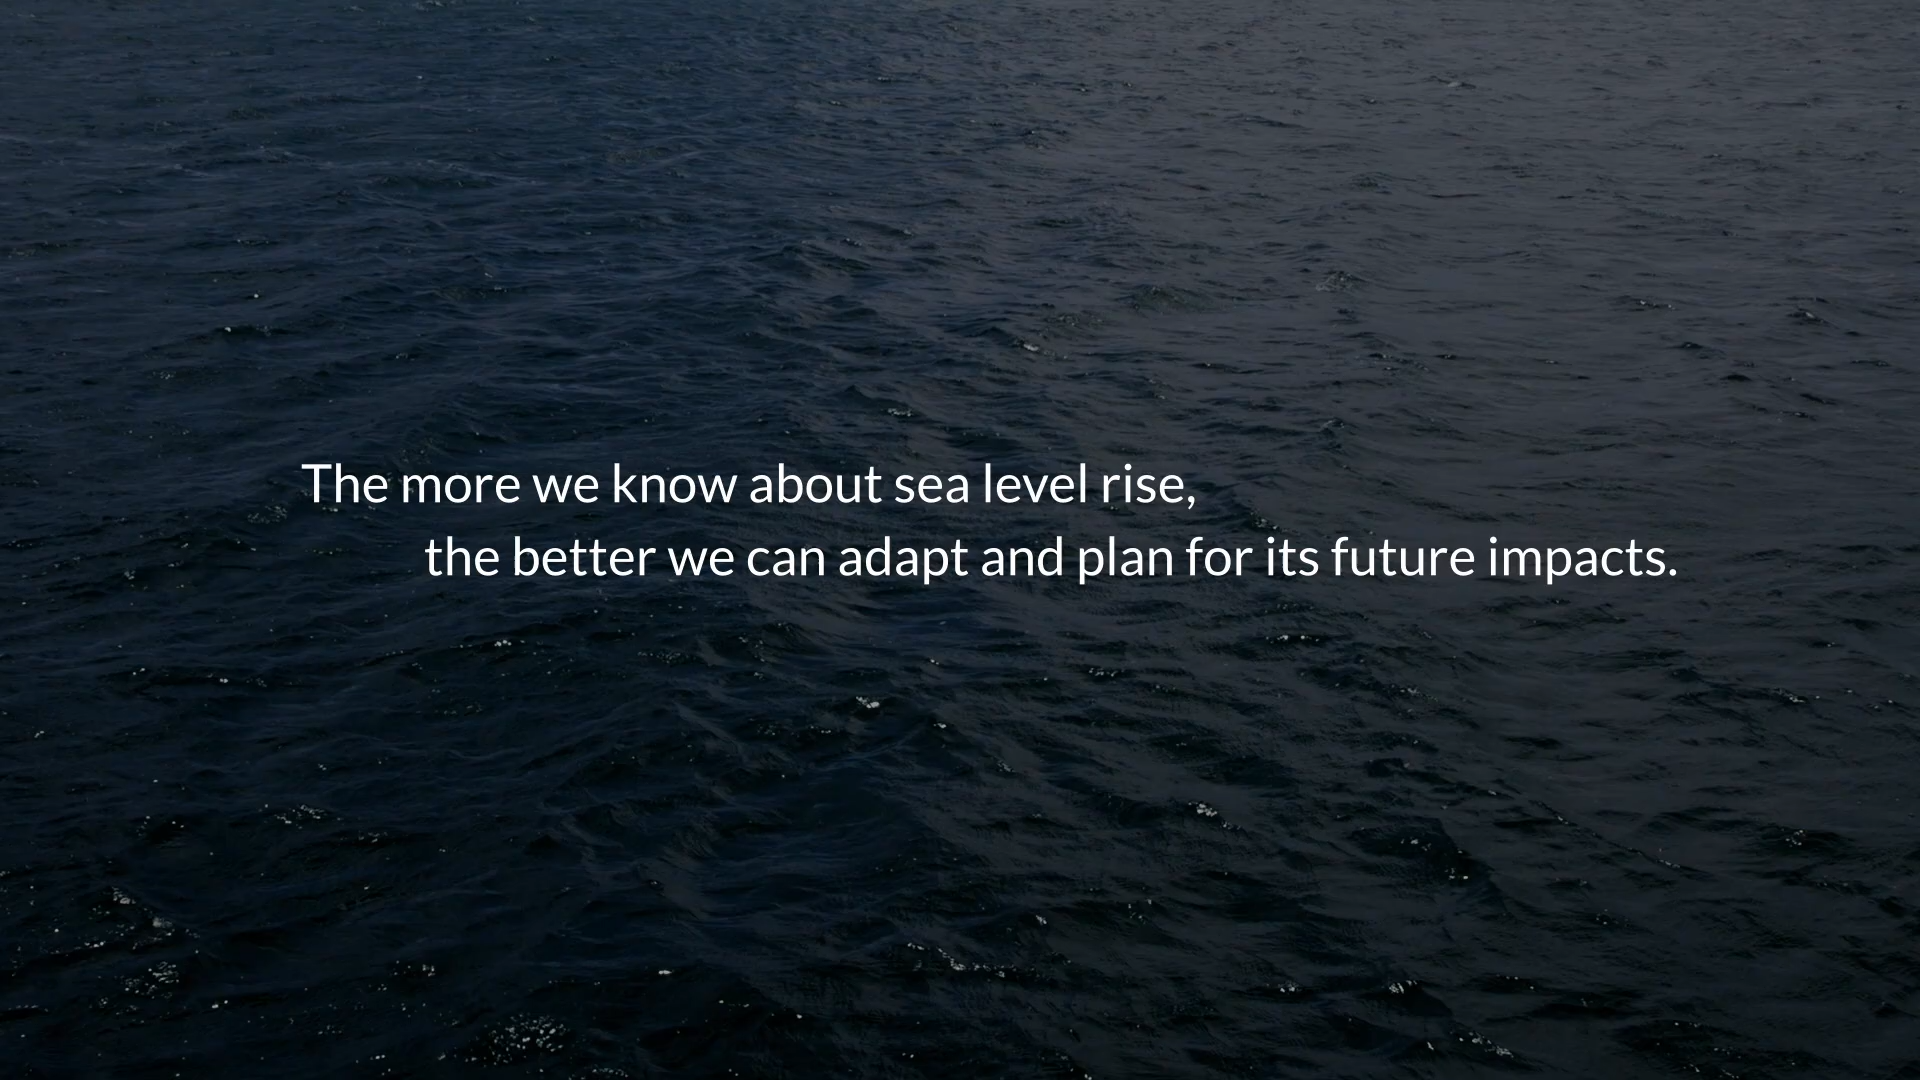 The more we know about sea level rise,
the better we can adapt and plan for its future impacts.